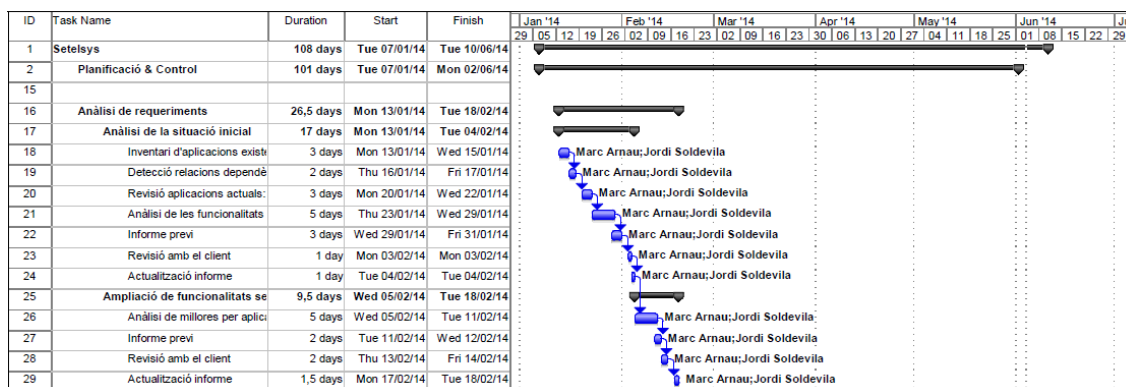 ID Task Name Duration Start Finish Jan '14 Feb '14 Mar '14 Apr '14 May '14 Jun '14 Ju
29 05 12 19 26 02 09 16 23 02 09 16 23 30 06 13 20 27 04 11 18 25 01 08 15 22 29
1 Setelsys 108 days Tue 07/01/14 Tue 10/06/14
2 Planificació & Control 101 days Tue 07/01/14 Mon 02/06/14
15
16 Anàlisi de requeriments 26,5 days Mon 13/01/14 Tue 18/02/14
17 Anàlisi de la situació inicial 17 days Mon 13/01/14 Tue 04/02/14
18 Inventari d'aplicacions existe 3 days Mon 13/01/14 Wed 15/01/14 Marc Arnau;Jordi Soldevila
19 Detecció relacions dependè 2 days Thu 16/01/14 Fri 17/01/14 Marc Arnau;Jordi Soldevila
20 Revisió aplicacions actuals: 3 days Mon 20/01/14 Wed 22/01/14 Marc Arnau;Jordi Soldevila
21 Anàlisi de les funcionalitats 5 days Thu 23/01/14 Wed 29/01/14 Marc Arnau;Jordi Soldevila
22 Informe previ 3 days Wed 29/01/14 Fri 31/01/14 Marc Arnau;Jordi Soldevila
23 Revisió amb el client 1 day Mon 03/02/14 Mon 03/02/14 Marc Arnau;Jordi Soldevila
24 Actualització informe 1 day Tue 04/02/14 Tue 04/02/14 Marc Arnau;Jordi Soldevila
25 Ampliació de funcionalitats se 9,5 days Wed 05/02/14 Tue 18/02/14
26 Anàlisi de millores per aplica 5 days Wed 05/02/14 Tue 11/02/14 Marc Arnau;Jordi Soldevila
27 Informe previ 2 days Tue 11/02/14 Wed 12/02/14 Marc Arnau;Jordi Soldevila
28 Revisió amb el client 2 days Thu 13/02/14 Fri 14/02/14 Marc Arnau;Jordi Soldevila
29 Actualització informe 1,5 days Mon 17/02/14 Tue 18/02/14 Marc Arnau;Jordi Soldevila